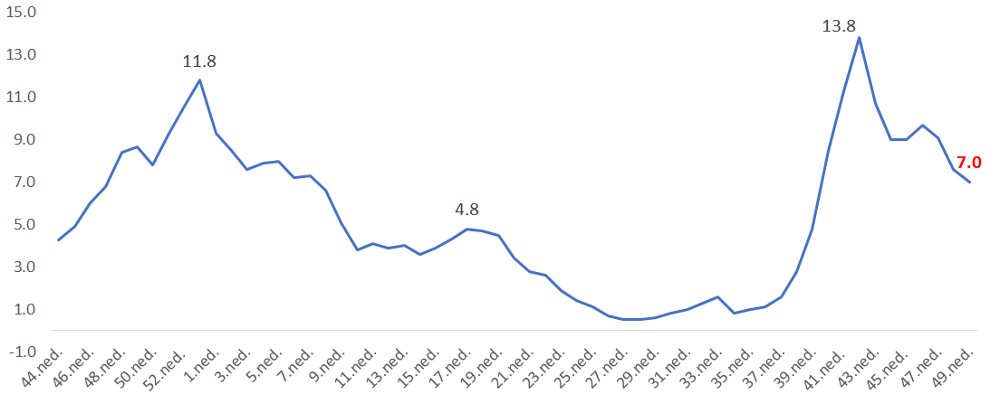 15.0
13.0
11.0
9.0
7.0
5.0
3.0
1.0
-1.0
11.8
4.8
13.8
7.0
44.ned.
46.ned.
48.ned.
50.ned.
52.ned.
1.ned.
3.ned.
5.ned.
7.ned.
9.ned.
11.ned.
13.ned.
15.ned.
17.ned.
19.ned.
21.ned.
23.ned.
25.ned.
27.ned.
29.ned.
31.ned.
33.ned.
35.ned.
37.ned.
39.ned.
41.ned.
43.ned.
45.ned.
47.ned.
49.ned.